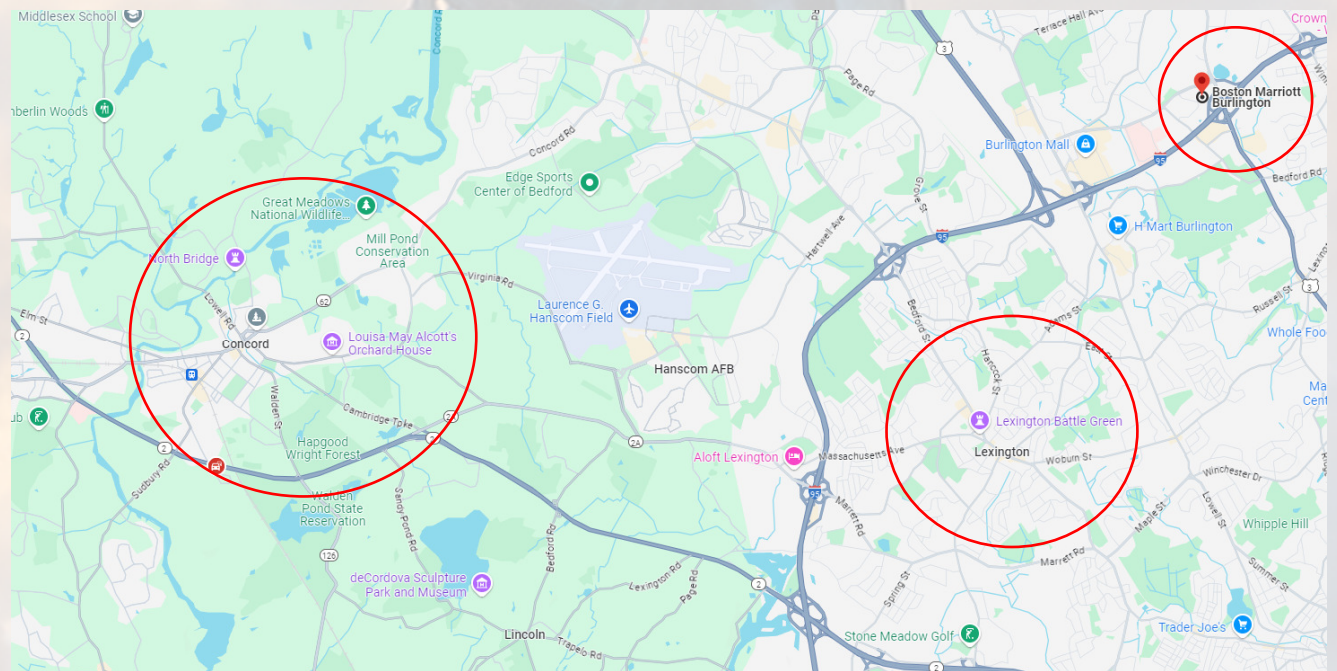 Middlesex School
Concord Rd
Terrace Hall Ave
Crown
3
Page Rd
Boston Marriott
Burlington
Burlington Mall
95
Bedford Rd
Concord Rd
Edge Sports
Center of Bedford
Grove St
Great Meadows
National Wildlife...
Mill Pond
Conservation
Area
Hartwell Ave
H Mart Burlington
95
North Bridge
Virginia Rd
62
Lowell Rd
Laurence G.
Hanscom Field
Bedford St
Adams St
Russell St
3
Elm St
2
Concord
Louisa May Alcott's
Orchard House
Hancock St
East St
Whole Foo
Hanscom AFB
Walden St
Cambridge Tpke
2
2A
Lexington Battle Green
Lexington
Aloft Lexington
Massachusetts Ave
Woburn St
Hapgood
Wright Forest
2
Sudbury Rd
95
Marrett Rd
Winchester Dr
Lowell St
Maple St
Walden
Pond State
Reservation
Sandy Pond Rd
126
Bedford Rd
Whipple Hill
Marrett Rd
Summer St
deCordova Sculpture
Park and Museum
Lexington Rd
Page Rd
2
Spring St
Lincoln
Trapelo Rd
Stone Meadow Golf
Trader Joe's
2